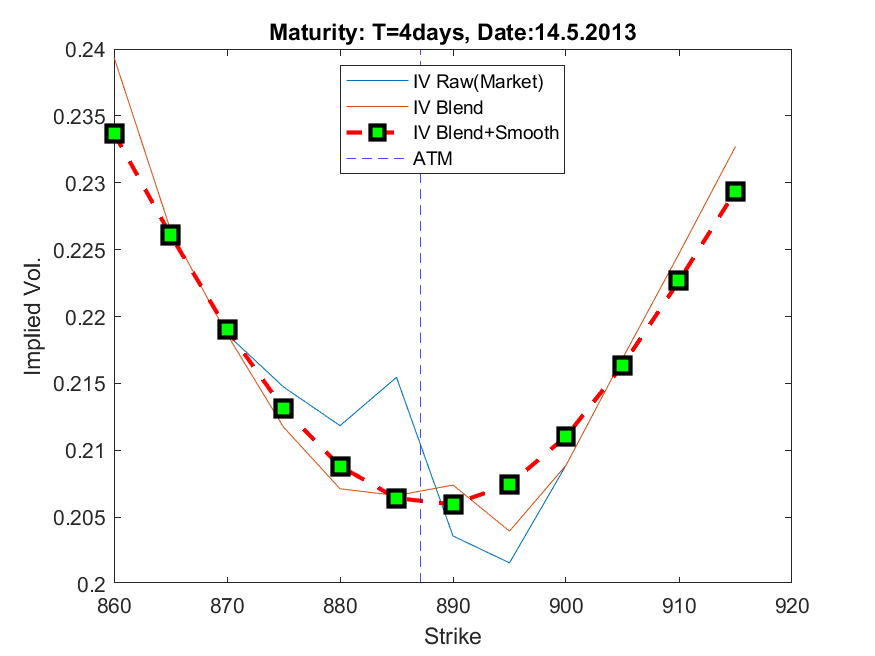 Maturity: T=4days, Date:14.5.2013
IV Raw(Market)
IV Blend
IV Blend+Smooth
ATM
0.24
0.235
0.23
0.225
0.22
0.215
0.21
0.205
0.2
Implied Vol.
860 870 880 890 900 910 920
Strike